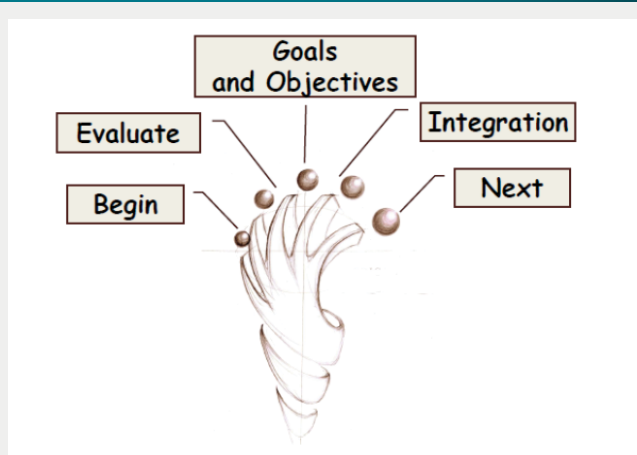 Goals
and Objectives
Evaluate
Integration
Begin
Next